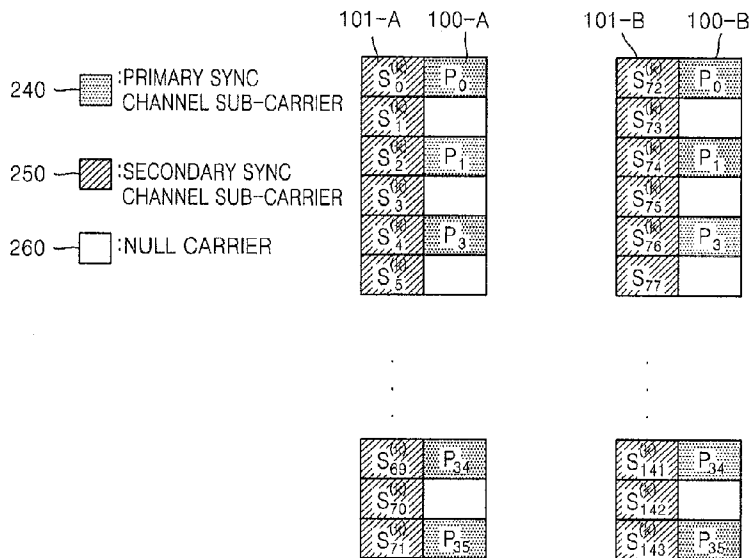 101-A 100-A 101-B 100-B
240 :PRIMARY SYNC
CHANNEL SUB-CARRIER
250 :SECONDARY SYNC
CHANNEL SUB-CARRIER
260 :NULL CARRIER
S₀⁽ᵏ⁾ P₀ S₇₂⁽ᵏ⁾ P₀
S₁⁽ᵏ⁾ S₇₃⁽ᵏ⁾
S₂⁽ᵏ⁾ P₁ S₇₄⁽ᵏ⁾ P₁
S₃⁽ᵏ⁾ S₇₅⁽ᵏ⁾
S₄⁽ᵏ⁾ P₃ S₇₆⁽ᵏ⁾ P₃
S₅⁽ᵏ⁾ S₇₇
S₆₉⁽ᵏ⁾ P₃₄ S₁₄₁⁽ᵏ⁾ P₃₄
S₇₀⁽ᵏ⁾ S₁₄₂⁽ᵏ⁾
S₇₁⁽ᵏ⁾ P₃₅ S₁₄₃⁽ᵏ⁾ P₃₅